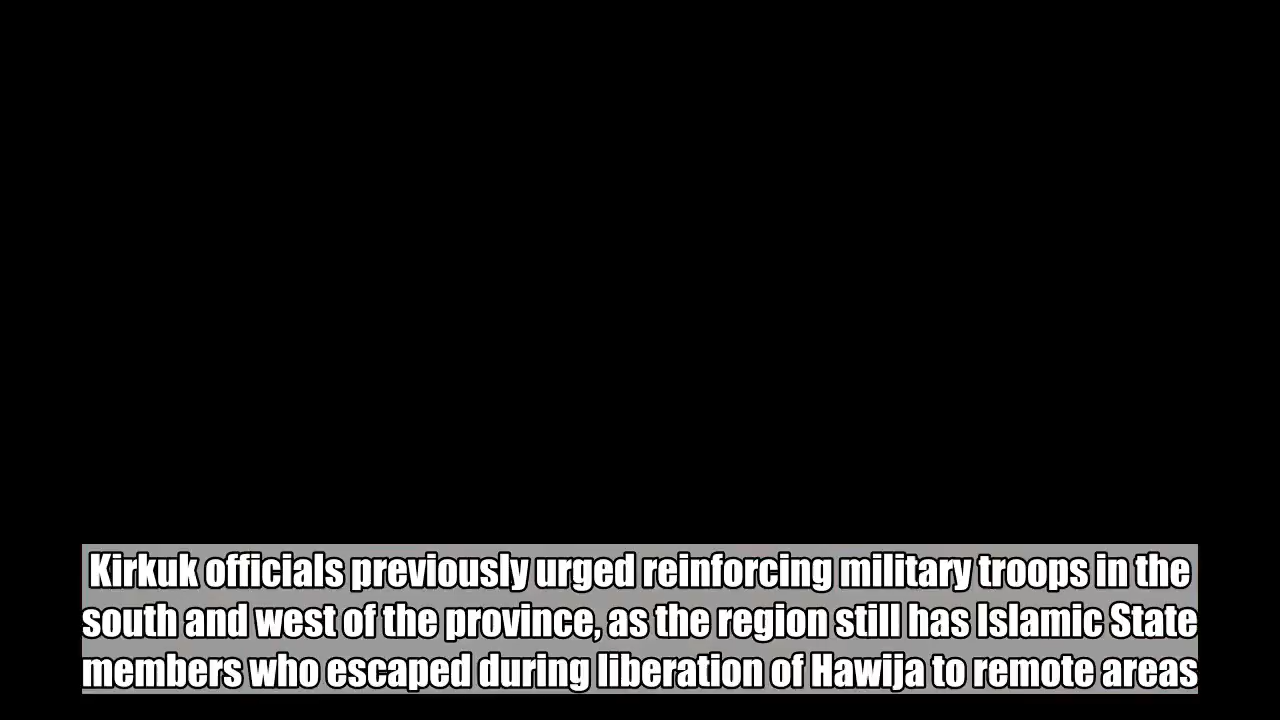 Kirkuk officials previously urged reinforcing military troops in the
south and west of the province, as the region still has Islamic State
members who escaped during liberation of Hawija to remote areas